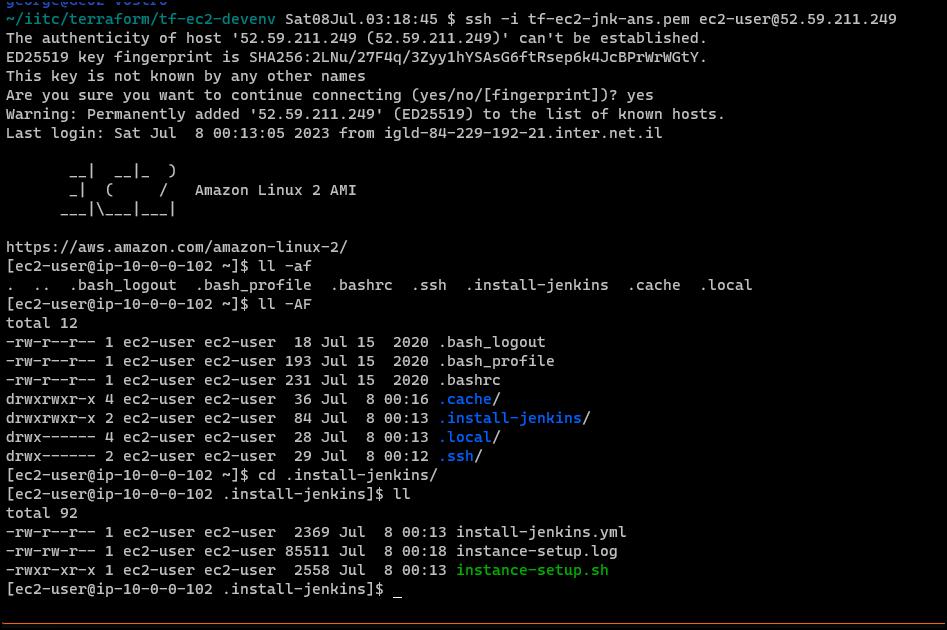 ~/iitc/terraform/tf-ec2-devenv Sat08Jul.03:18:45 $ ssh -i tf-ec2-jnk-ans.pem ec2-user@52.59.211.249
The authenticity of host '52.59.211.249 (52.59.211.249)' can't be established.
ED25519 key fingerprint is SHA256:2LNu/27F4q/3Zyy1hYSAsG6ftRsep6k4JcBPrWrWGtY.
This key is not known by any other names
Are you sure you want to continue connecting (yes/no/[fingerprint])? yes
Warning: Permanently added '52.59.211.249' (ED25519) to the list of known hosts.
Last login: Sat Jul  8 00:13:05 2023 from igld-84-229-192-21.inter.net.il
       __|  __|_  )
       _|  (     /   Amazon Linux 2 AMI
      ___|\___|___|
https://aws.amazon.com/amazon-linux-2/
[ec2-user@ip-10-0-0-102 ~]$ ll -af
.  ..  .bash_logout  .bash_profile  .bashrc  .ssh  .install-jenkins  .cache  .local
[ec2-user@ip-10-0-0-102 ~]$ ll -AF
total 12
-rw-r--r-- 1 ec2-user ec2-user  18 Jul 15  2020 .bash_logout
-rw-r--r-- 1 ec2-user ec2-user 193 Jul 15  2020 .bash_profile
-rw-r--r-- 1 ec2-user ec2-user 231 Jul 15  2020 .bashrc
drwxrwxr-x 4 ec2-user ec2-user  36 Jul  8 00:16 .cache/
drwxrwxr-x 2 ec2-user ec2-user  84 Jul  8 00:13 .install-jenkins/
drwx------ 4 ec2-user ec2-user  28 Jul  8 00:13 .local/
drwx------ 2 ec2-user ec2-user  29 Jul  8 00:12 .ssh/
[ec2-user@ip-10-0-0-102 ~]$ cd .install-jenkins/
[ec2-user@ip-10-0-0-102 .install-jenkins]$ ll
total 92
-rw-r--r-- 1 ec2-user ec2-user  2369 Jul  8 00:13 install-jenkins.yml
-rw-rw-r-- 1 ec2-user ec2-user 85511 Jul  8 00:18 instance-setup.log
-rwxr-xr-x 1 ec2-user ec2-user  2558 Jul  8 00:13 instance-setup.sh
[ec2-user@ip-10-0-0-102 .install-jenkins]$ _